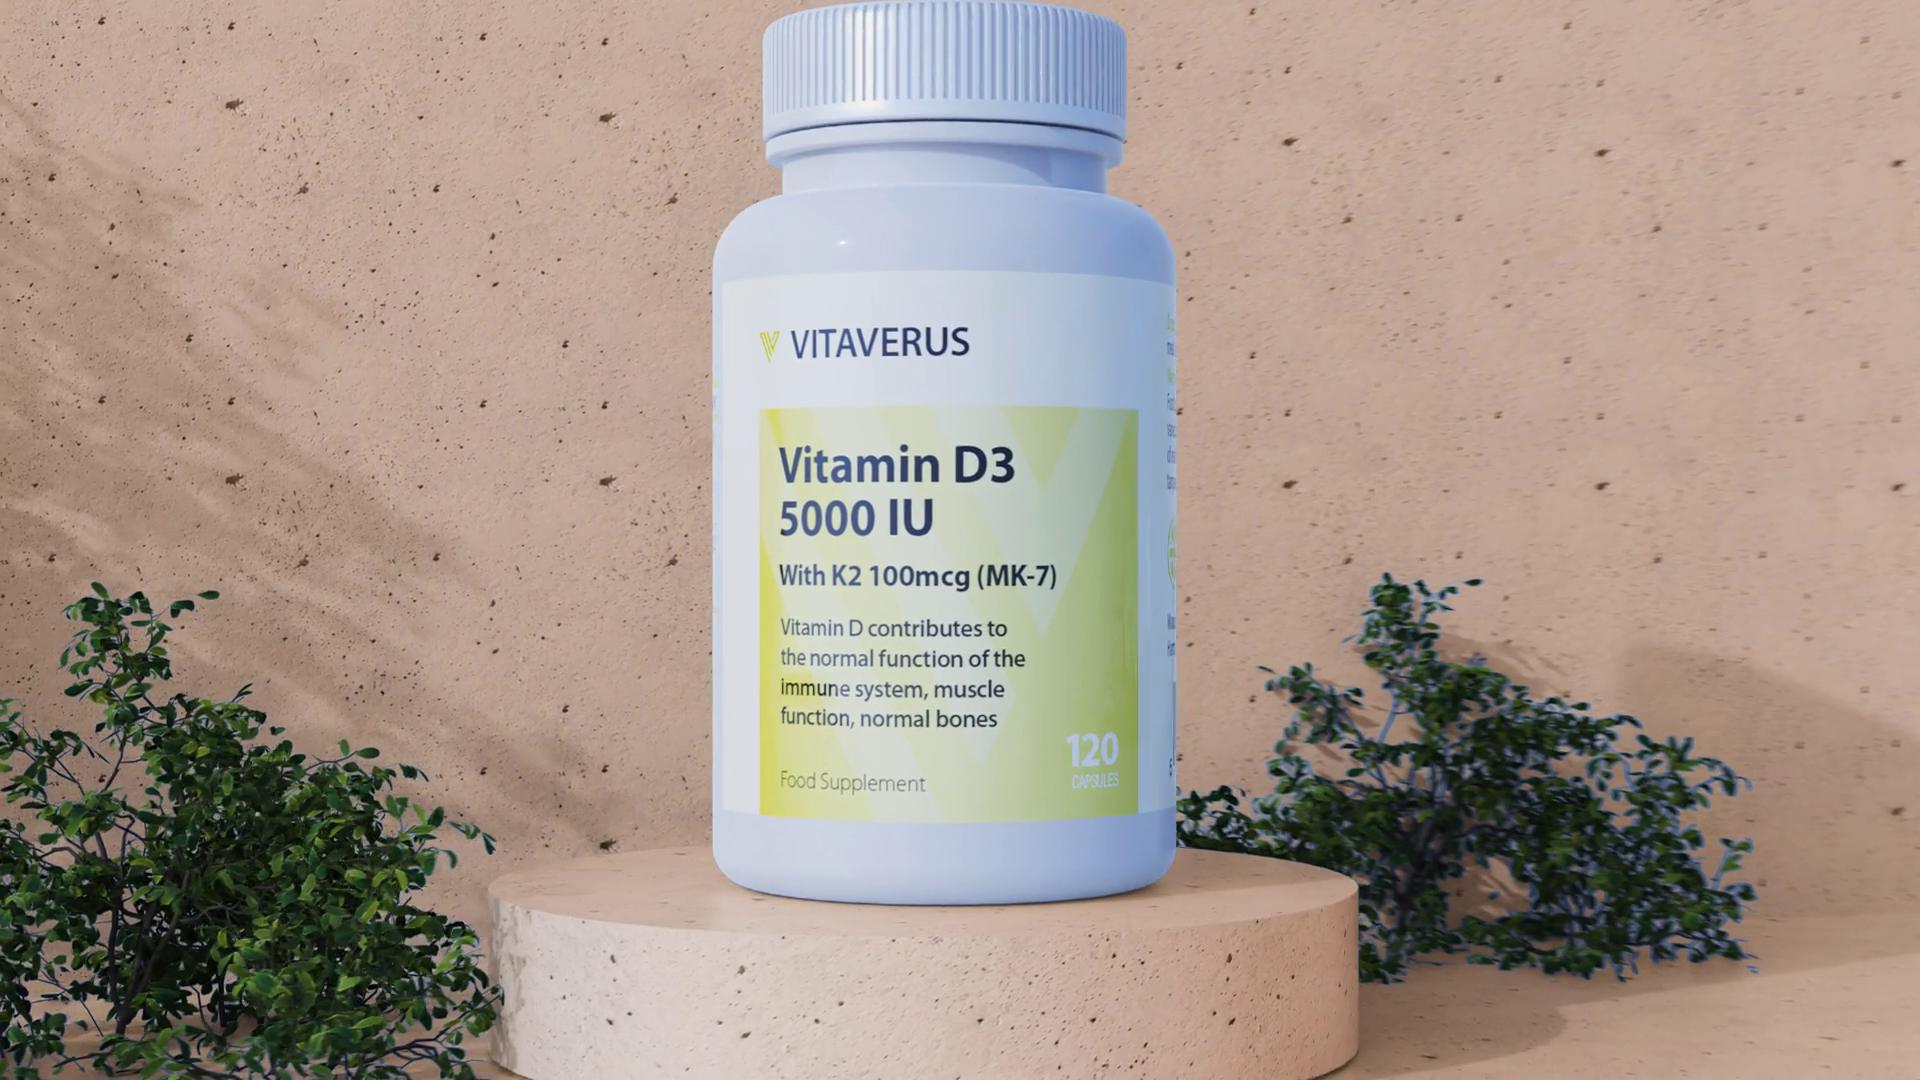 VITAVERUS
Vitamin D3
5000 IU
With K2 100mcg (MK-7)
Vitamin D contributes to
the normal function of the
immune system, muscle
function, normal bones
120
CAPSULES
Food Supplement